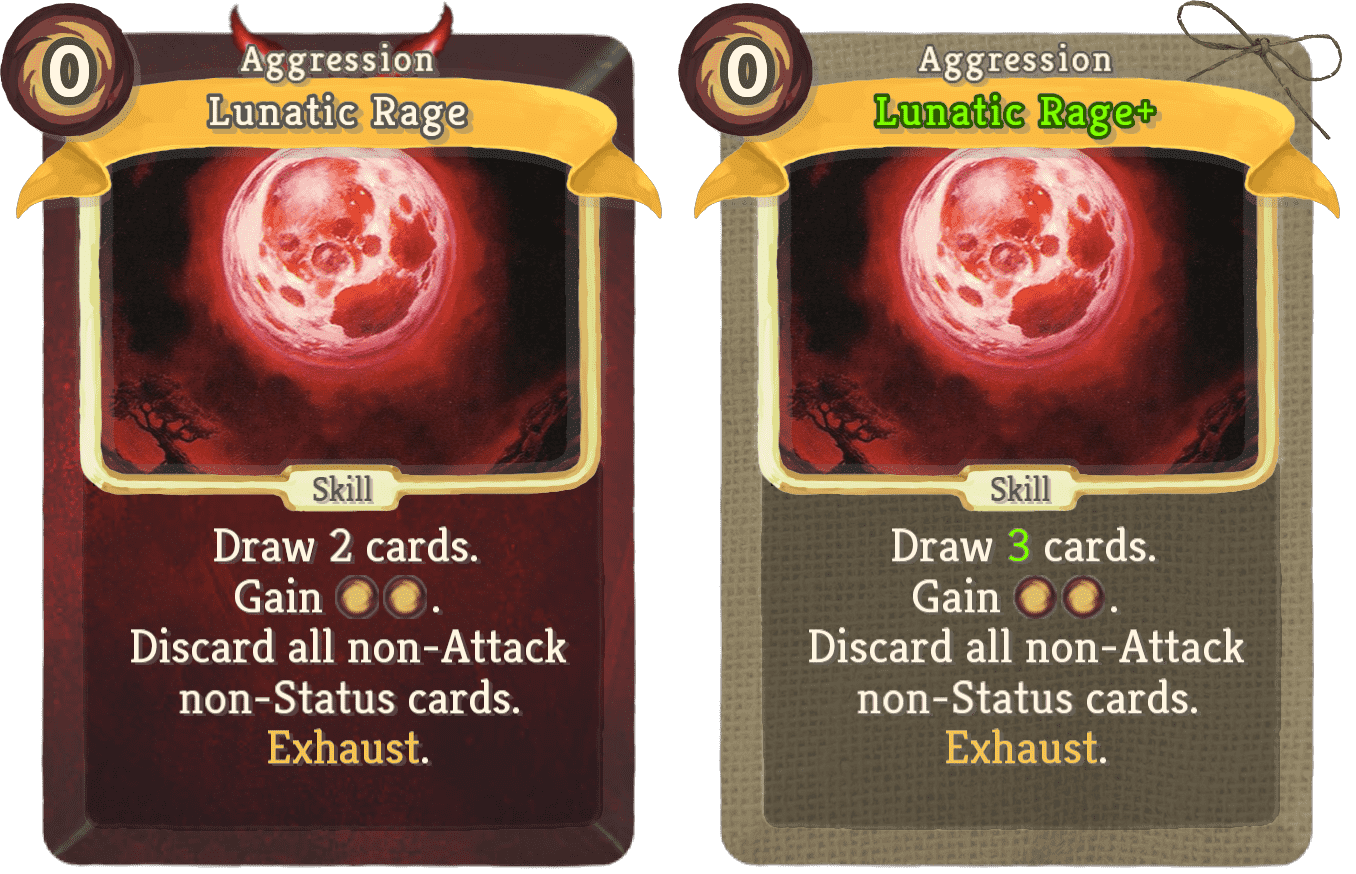 0
Aggression
Lunatic Rage
Skill
Draw 2 cards.
Gain .
Discard all non-Attack
non-Status cards.
Exhaust.
0
Aggression
Lunatic Rage+
Skill
Draw 3 cards.
Gain .
Discard all non-Attack
non-Status cards.
Exhaust.